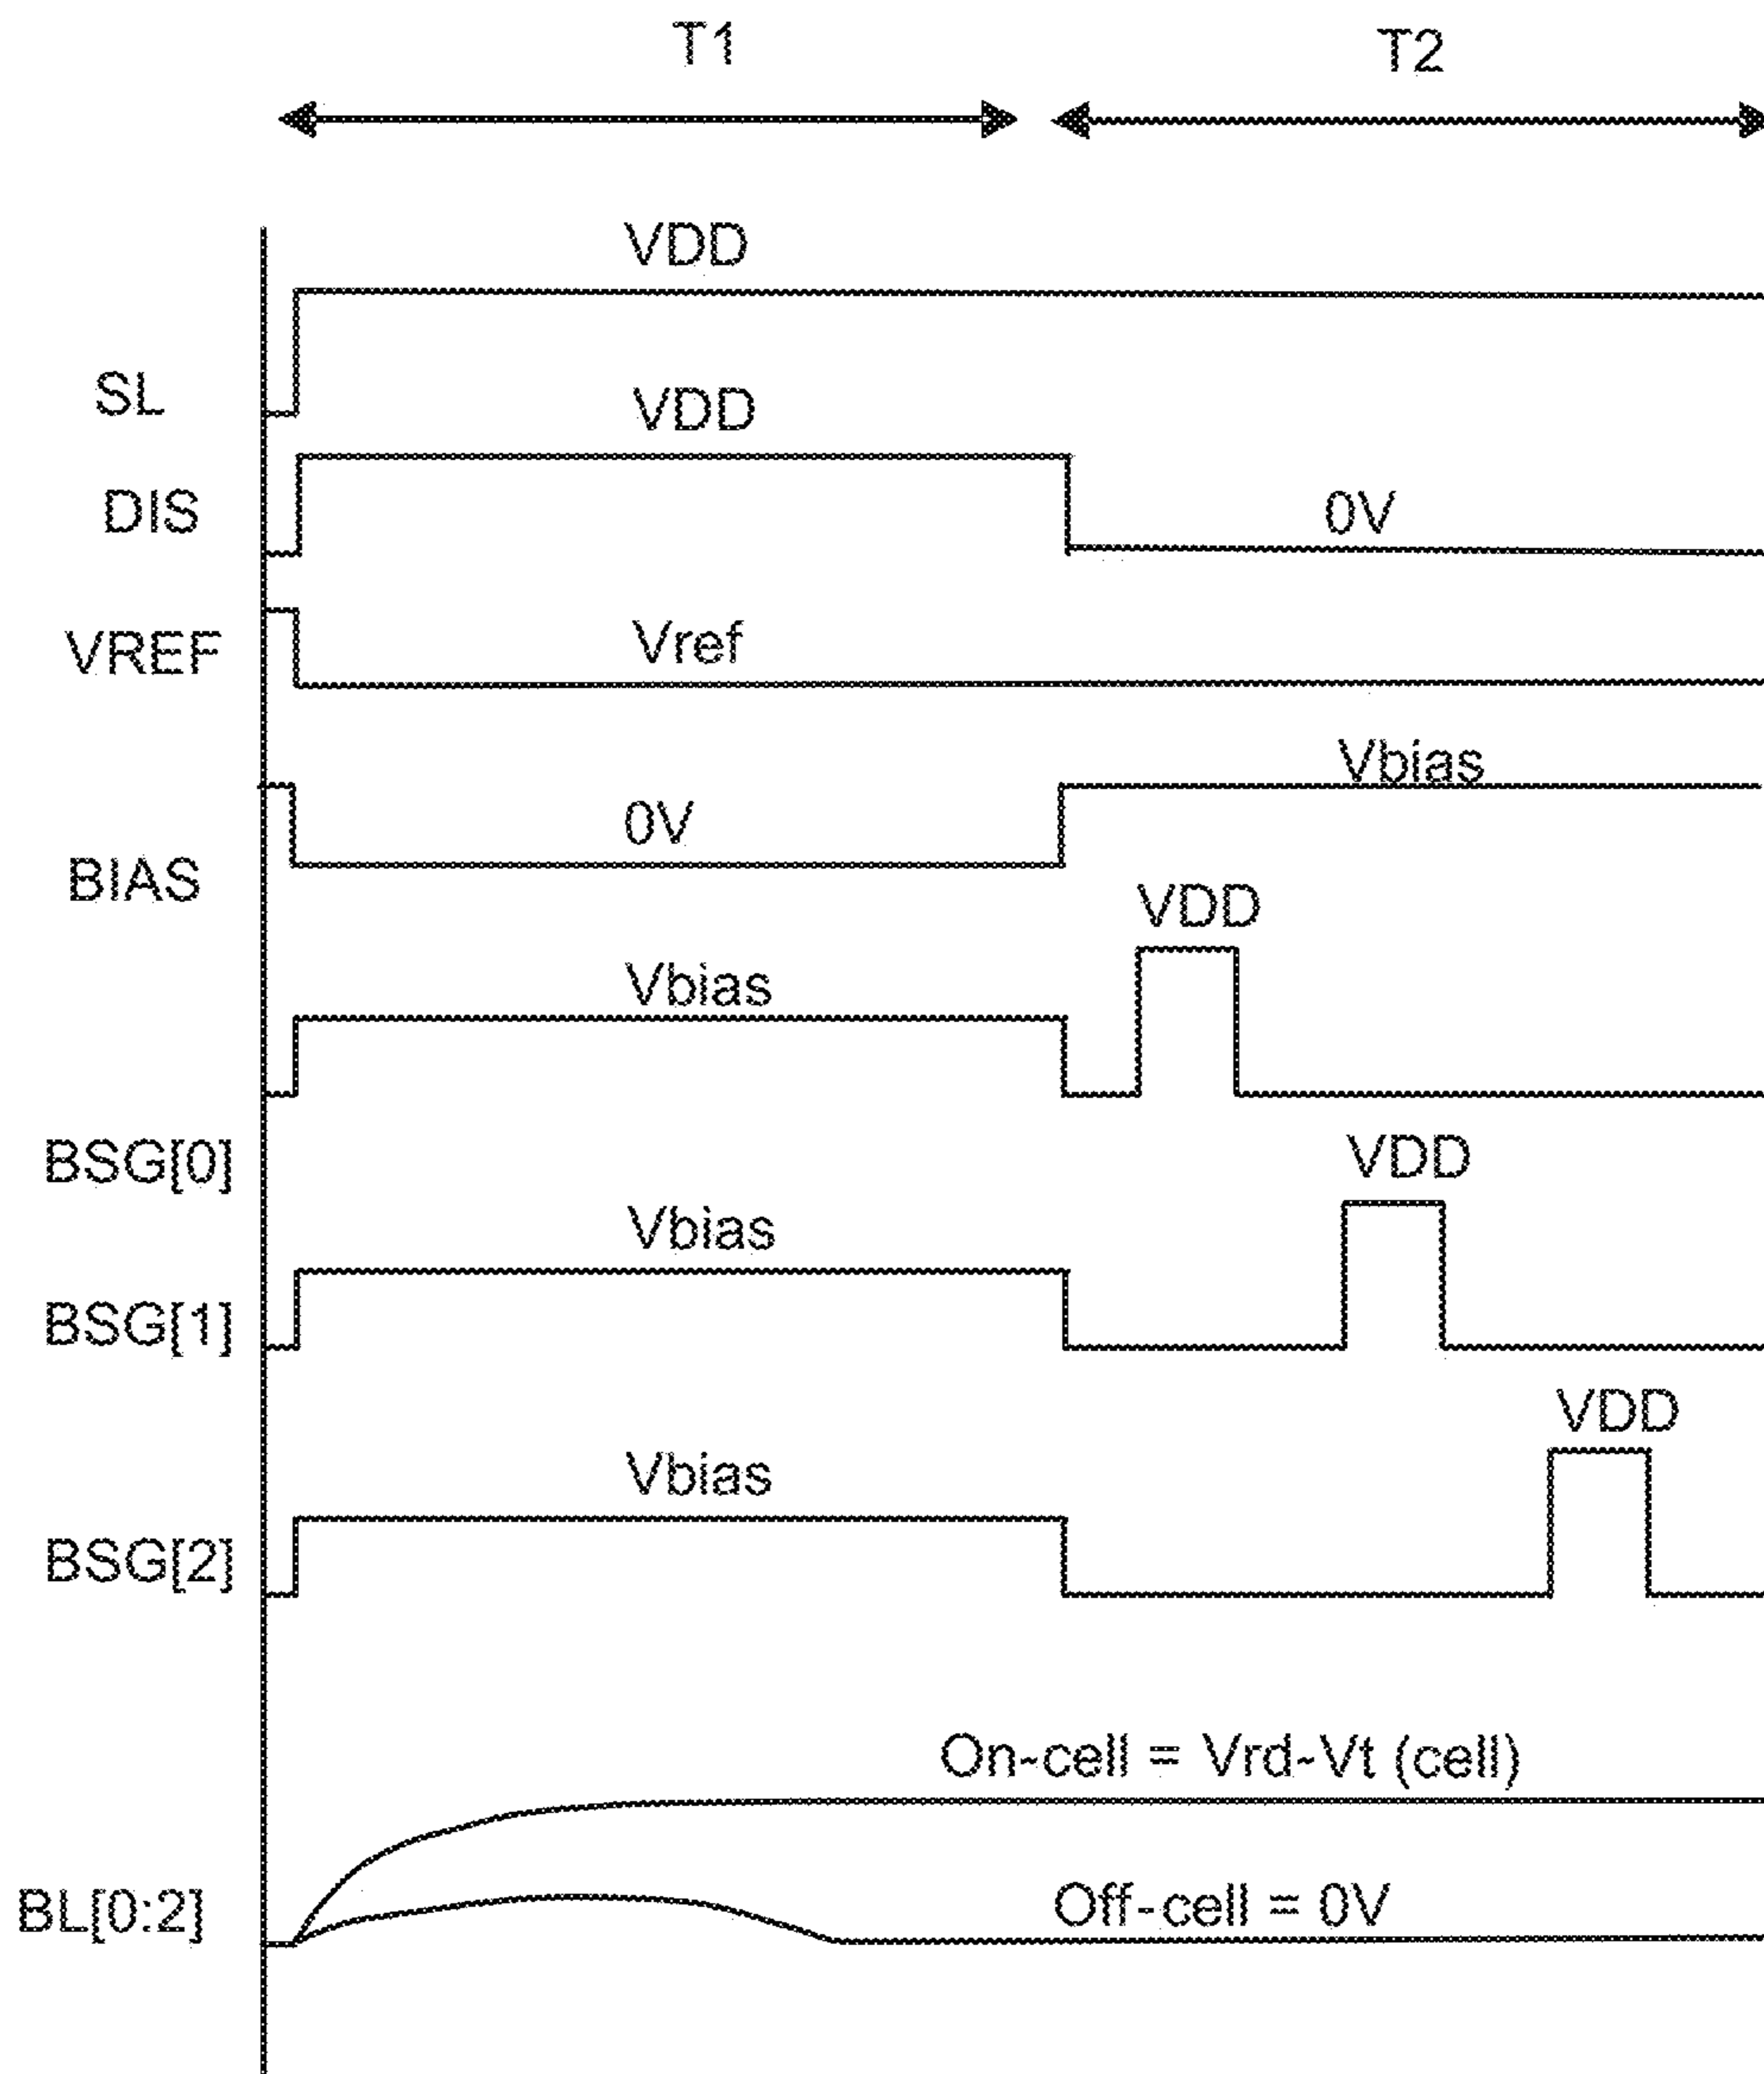 T1 T2
VDD
SL
VDD
DIS 0V
VREF Vref
Vbias
0V
BIAS
VDD
Vbias
BSG[0]
VDD
Vbias
BSG[1]
VDD
Vbias
BSG[2]
On-cell = Vrd-Vt (cell)
BL[0:2] Off-cell = 0V